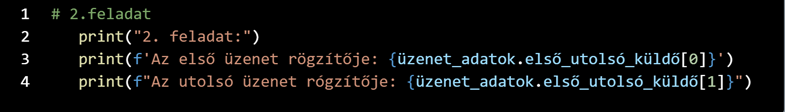 1 # 2.feladat
2 print("2. feladat:")
3 print(f'Az első üzenet rögzítője: {üzenet_adatok.első_utolsó_küldő[0]}')
4 print(f"Az utolsó üzenet rógzítője: {üzenet_adatok.első_utolsó_küldő[1]}")